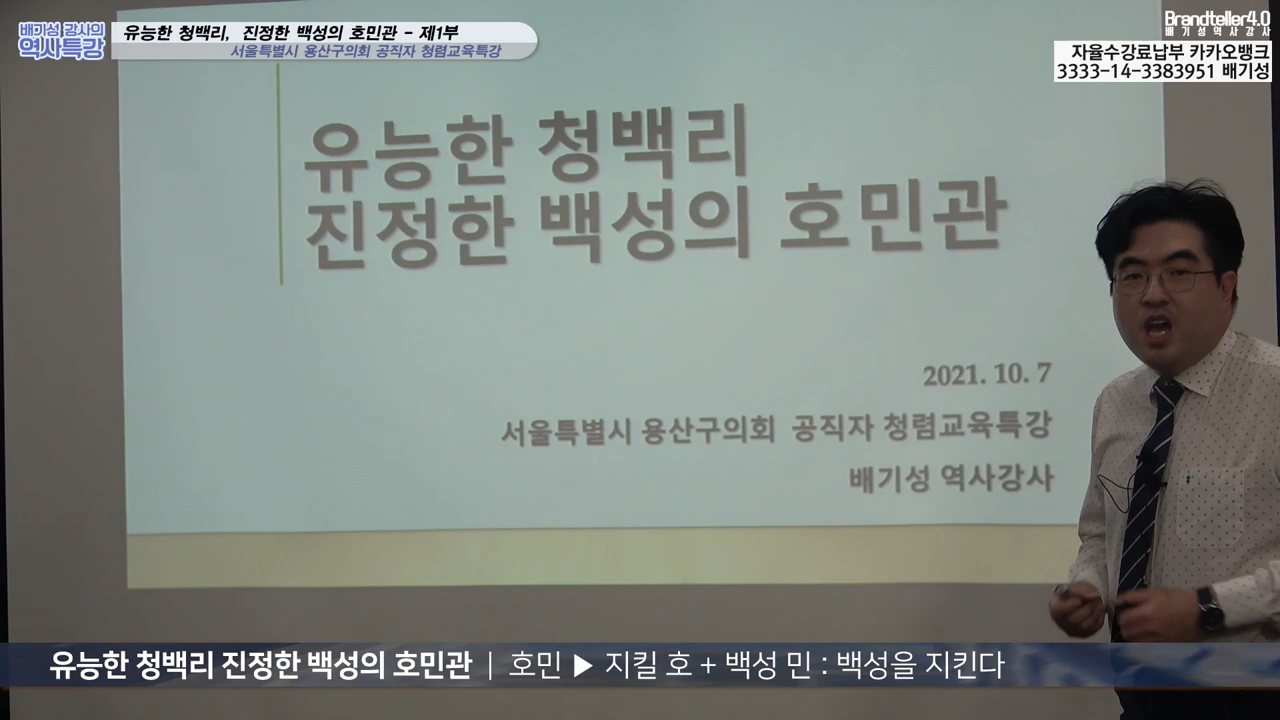 배기성 강사의
역사특강
유능한 청백리, 진정한 백성의 호민관 - 제1부
서울특별시 용산구의회 공직자 청렴교육특강
Brandteller4.0
배기성역사강사
자율수강료납부 카카오뱅크
3333-14-3383951 배기성
유능한 청백리
진정한 백성의 호민관
2021. 10. 7
서울특별시 용산구의회 공직자 청렴교육특강
배기성 역사강사
유능한 청백리 진정한 백성의 호민관 | 호민 ▶ 지킬 호 + 백성 민 : 백성을 지킨다